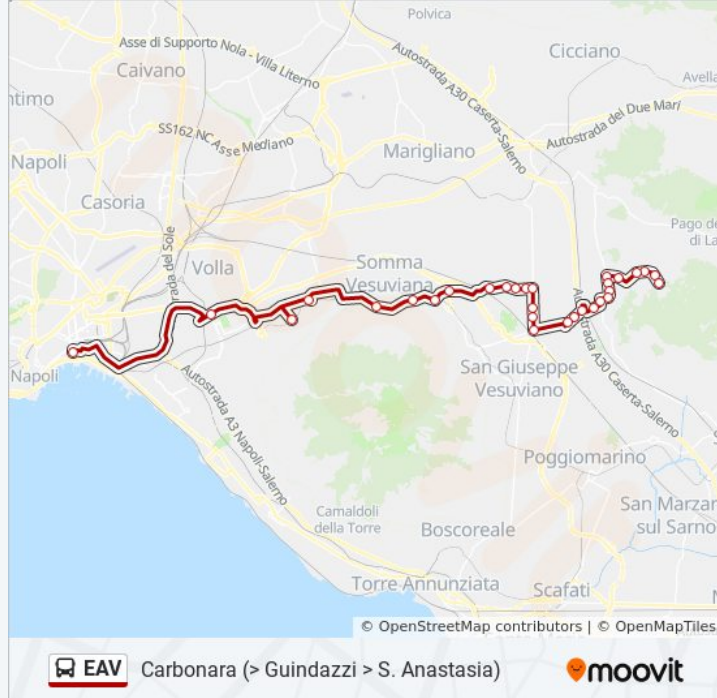 Polvica
Cicciano
Asse di Supporto Nola - Villa Literno
Caivano
Autostrada A30 Caserta-Salerno
Avella
ntimo
Autostrada dei Due Mari
SS162 NC Asse Mediano
Marigliano
Napoli
Casoria
Pago de
di La
rada del Sole
Volla
Somma
Vesuviana
Napoli
San Giuseppe
Vesuviano
Autostrada A30 Caserta-Salerno
Autostrada A3 Napoli-Salerno
Poggiomarino
San Marzan
sul Sarno
Camaldoli
della Torre
Boscoreale
Torre Annunziata
Scafati
© OpenStreetMap contributors | © OpenMapTiles
EAV
Carbonara (> Guindazzi > S. Anastasia)
moovit